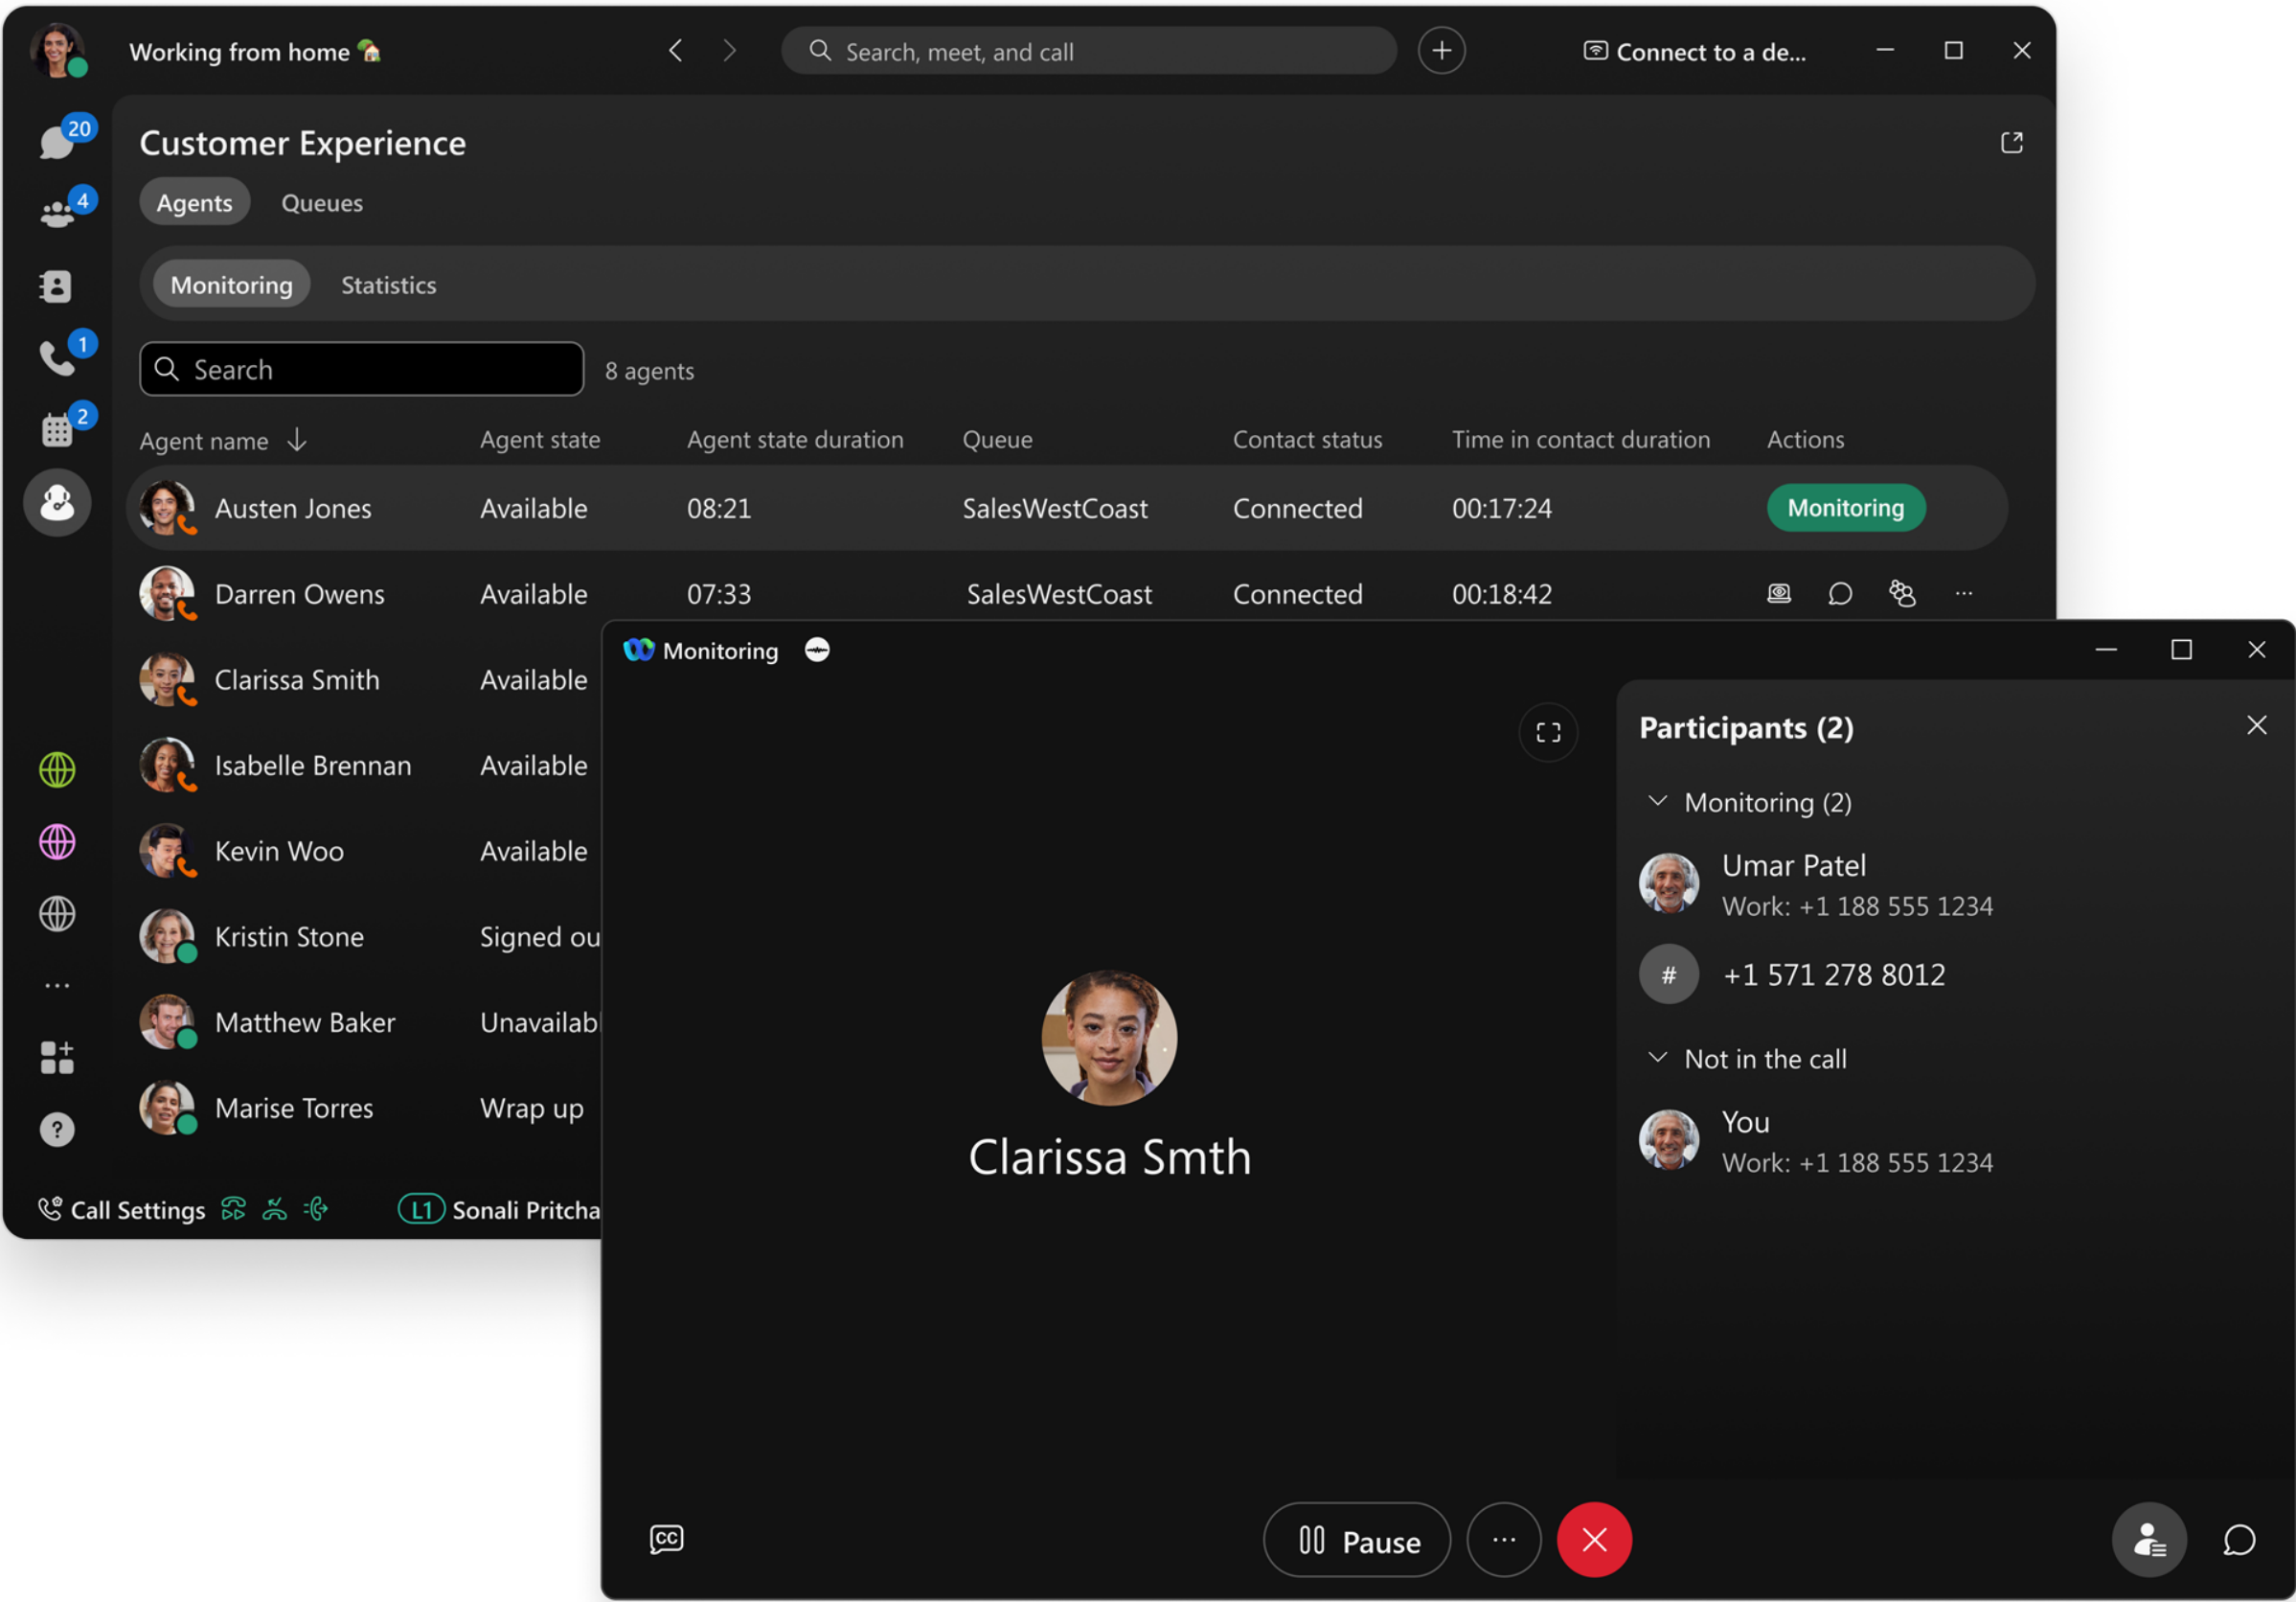 Working from home
Search, meet, and call
Connect to a de...
20
Customer Experience
4
Agents Queues
Monitoring Statistics
1
Search
8 agents
2
Agent name Agent state Agent state duration Queue Contact status Time in contact duration Actions
Austen Jones Available 08:21 SalesWestCoast Connected 00:17:24 Monitoring
Darren Owens Available 07:33 SalesWestCoast Connected 00:18:42 ...
Clarissa Smith Available
Isabelle Brennan Available
Kevin Woo Available
Kristin Stone Signed ou
Matthew Baker Unavailabl
Marise Torres Wrap up
...
?
Call Settings
L1 Sonali Pritcha
Monitoring
Participants (2)
Monitoring (2)
Umar Patel
Work: +1 188 555 1234
# +1 571 278 8012
Not in the call
You
Work: +1 188 555 1234
Clarissa Smth
CC
Pause
...